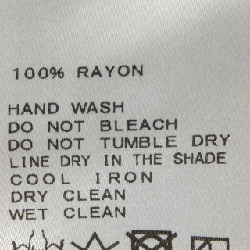 100% RAYON
HAND WASH
DO NOT BLEACH
DO NOT TUMBLE DRY
LINE DRY IN THE SHADE
COOL IRON
DRY CLEAN
WET CLEAN